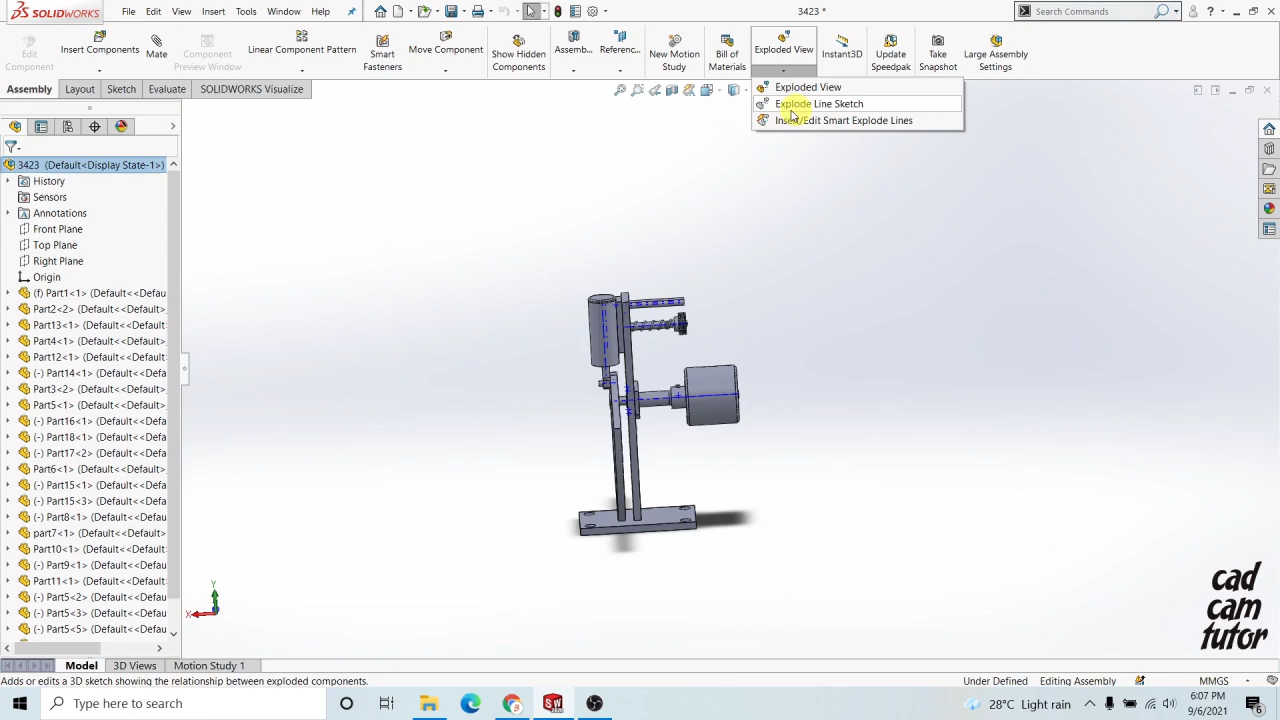 SOLIDWORKS
File
Edit
View
Insert
Tools
Window
Help
3423 *
Search Commands
Edit
Component
Insert Components
Mate
Component
Preview Window
Linear Component Pattern
Smart
Fasteners
Move Component
Show Hidden
Components
Assemb...
Referenc...
New Motion
Study
Bill of
Materials
Exploded View
Instant3D
Update
Speedpak
Take
Snapshot
Large Assembly
Settings
Exploded View
Explode Line Sketch
Insert/Edit Smart Explode Lines
Assembly
Layout
Sketch
Evaluate
SOLIDWORKS Visualize
3423 (Default<Display State-1>)
History
Sensors
Annotations
Front Plane
Top Plane
Right Plane
Origin
(f) Part1<1> (Default<<Defau
Part2<2> (Default<<Default>
Part13<1> (Default<<Default
Part4<1> (Default<<Default>
Part12<1> (Default<<Default
(-) Part14<1> (Default<<Defa
Part3<2> (Default<<Default>
Part5<1> (Default<<Default>
(-) Part16<1> (Default<<Defa
(-) Part18<1> (Default<<Defa
(-) Part17<2> (Default<<Defa
Part6<1> (Default<<Default>
(-) Part15<1> (Default<<Defa
(-) Part15<3> (Default<<Defa
(-) Part8<1> (Default<<Defau
part7<1> (Default<<Default>
Part10<1> (Default<<Default
(-) Part9<1> (Default<<Defau
Part11<1> (Default<<Default
(-) Part5<2> (Default<<Defau
(-) Part5<3> (Default<<Defau
(-) Part5<5> (Default<<Defau
Y
X
cad
cam
tutor
Model
3D Views
Motion Study 1
Adds or edits a 3D sketch showing the relationship between exploded components.
Under Defined
Editing Assembly
MMGS
Type here to search
28°C Light rain
6:07 PM
9/6/2021
6